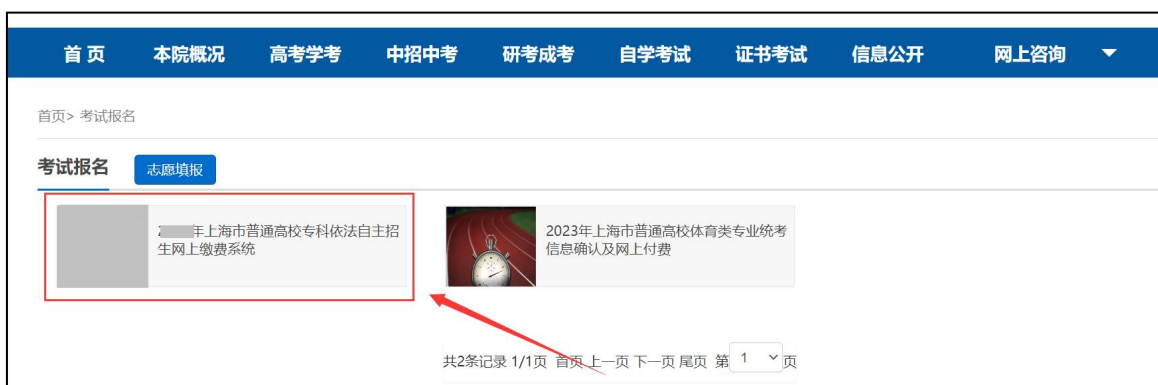 首页 本院概况 高考学考 中招中考 研考成考 自学考试 证书考试 信息公开 网上咨询
首页> 考试报名
考试报名 志愿填报
年上海市普通高校专科依法自主招
生网上缴费系统
2023年上海市普通高校体育类专业统考
信息确认及网上付费
共2条记录 1/1页 首页 上一页 下一页 尾页 第 1 页